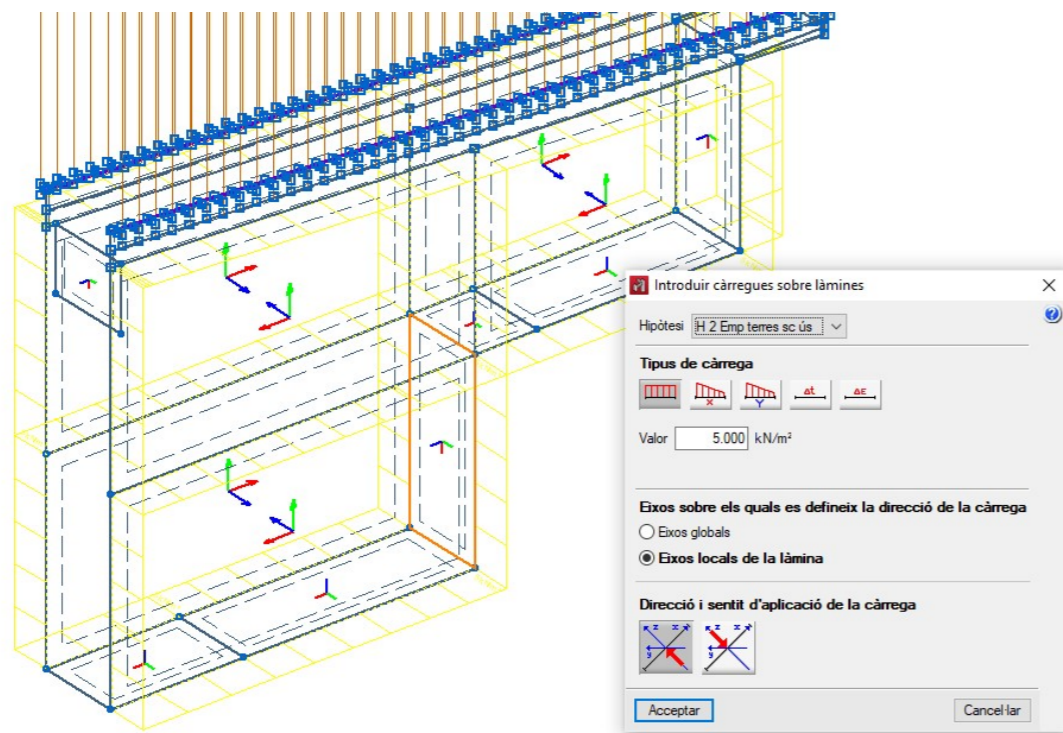 Introduir càrregues sobre làmines
Hipòtesi H 2 Emp terres sc ús
Tipus de càrrega
X Y Δt Δε
Valor 5.000 kN/m²
Eixos sobre els quals es defineix la direcció de la càrrega
Eixos globals
Eixos locals de la làmina
Direcció i sentit d'aplicació de la càrrega
z x y z x y
Acceptar Cancel·lar